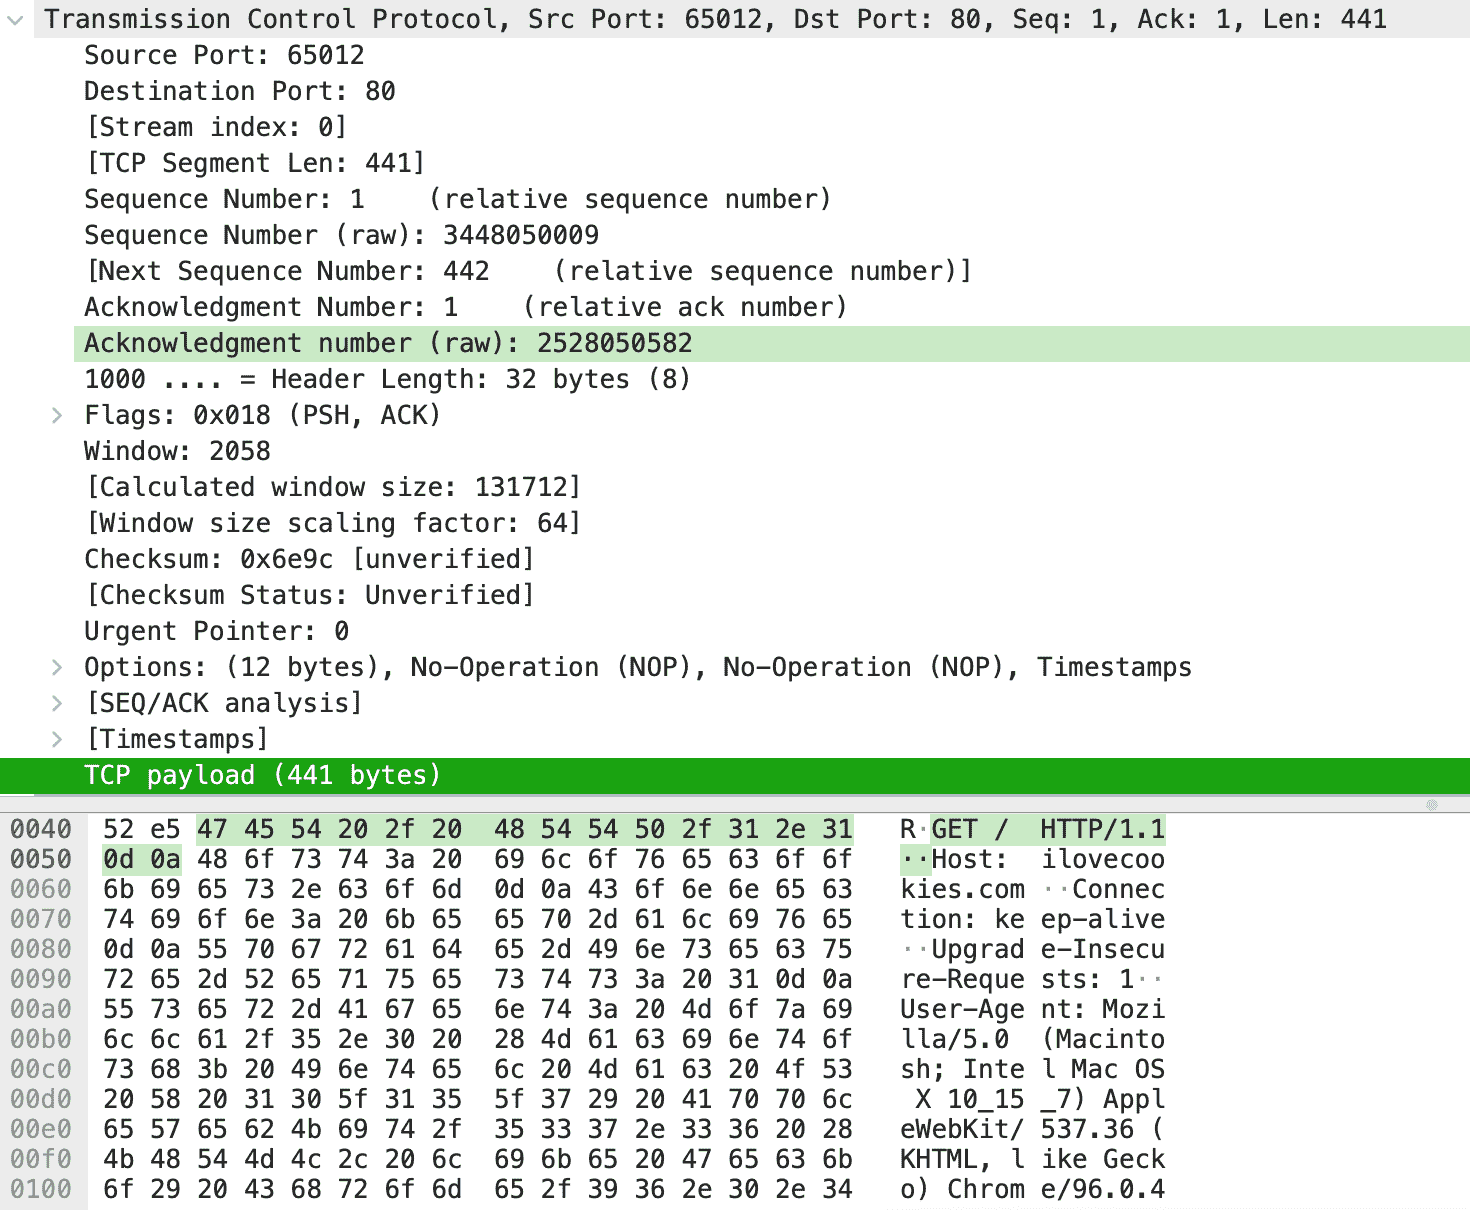 Transmission Control Protocol, Src Port: 65012, Dst Port: 80, Seq: 1, Ack: 1, Len: 441
Source Port: 65012
Destination Port: 80
[Stream index: 0]
[TCP Segment Len: 441]
Sequence Number: 1    (relative sequence number)
Sequence Number (raw): 3448050009
[Next Sequence Number: 442    (relative sequence number)]
Acknowledgment Number: 1    (relative ack number)
Acknowledgment number (raw): 2528050582
1000 .... = Header Length: 32 bytes (8)
Flags: 0x018 (PSH, ACK)
Window: 2058
[Calculated window size: 131712]
[Window size scaling factor: 64]
Checksum: 0x6e9c [unverified]
[Checksum Status: Unverified]
Urgent Pointer: 0
Options: (12 bytes), No-Operation (NOP), No-Operation (NOP), Timestamps
[SEQ/ACK analysis]
[Timestamps]
TCP payload (441 bytes)
0040  52 e5 47 45 54 20 2f 20  48 54 54 50 2f 31 2e 31  R·GET /  HTTP/1.1
0050  0d 0a 48 6f 73 74 3a 20  69 6c 6f 76 65 63 6f 6f  ··Host:  ilovecoo
0060  6b 69 65 73 2e 63 6f 6d  0d 0a 43 6f 6e 6e 65 63  kies.com ··Connec
0070  74 69 6f 6e 3a 20 6b 65  65 70 2d 61 6c 69 76 65  tion: ke ep-alive
0080  0d 0a 55 70 67 72 61 64  65 2d 49 6e 73 65 63 75  ··Upgrad e-Insecu
0090  72 65 2d 52 65 71 75 65  73 74 73 3a 20 31 0d 0a  re-Reque sts: 1··
00a0  55 73 65 72 2d 41 67 65  6e 74 3a 20 4d 6f 7a 69  User-Age nt: Mozi
00b0  6c 6c 61 2f 35 2e 30 20  28 4d 61 63 69 6e 74 6f  lla/5.0  (Macinto
00c0  73 68 3b 20 49 6e 74 65  6c 20 4d 61 63 20 4f 53  sh; Inte l Mac OS
00d0  20 58 20 31 30 5f 31 35  5f 37 29 20 41 70 70 6c   X 10_15 _7) Appl
00e0  65 57 65 62 4b 69 74 2f  35 33 37 2e 33 36 20 28  eWebKit/ 537.36 (
00f0  4b 48 54 4d 4c 2c 20 6c  69 6b 65 20 47 65 63 6b  KHTML, l ike Geck
0100  6f 29 20 43 68 72 6f 6d  65 2f 39 36 2e 30 2e 34  o) Chrom e/96.0.4